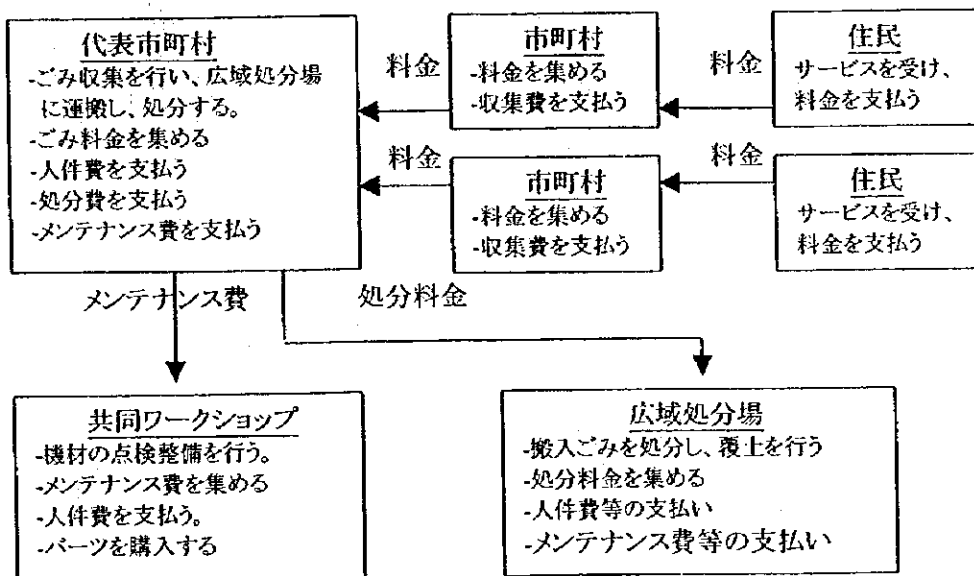 代表市町村
-ごみ収集を行い、広域処分場
に運搬し、処分する。
-ごみ料金を集める
-人件費を支払う
-処分費を支払う
-メンテナンス費を支払う
料金
市町村
-料金を集める
-収集費を支払う
料金
住民
サービスを受け、
料金を支払う
料金
市町村
-料金を集める
-収集費を支払う
料金
住民
サービスを受け、
料金を支払う
メンテナンス費
処分料金
共同ワークショップ
-機材の点検整備を行う。
-メンテナンス費を集める
-人件費を支払う。
-パーツを購入する
広域処分場
-搬入ごみを処分し、覆土を行う
-処分料金を集める
-人件費等の支払い
-メンテナンス費等の支払い